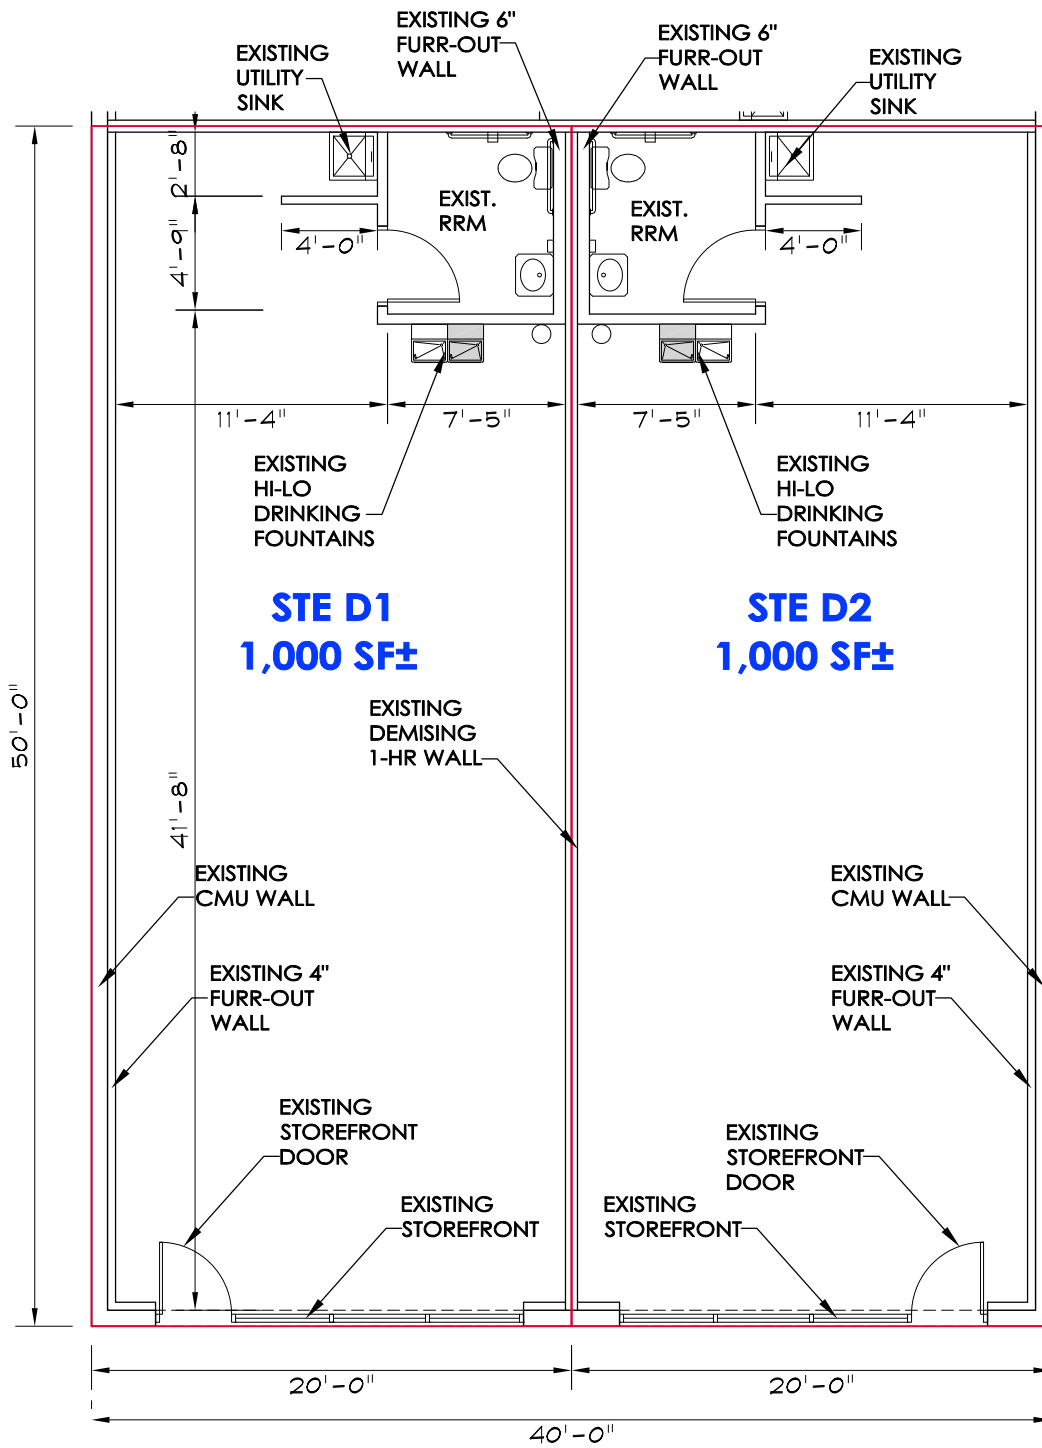 EXISTING 6"
FURR-OUT
WALL
EXISTING 6"
FURR-OUT
WALL
EXISTING
UTILITY
SINK
EXISTING
UTILITY
SINK
2'-8"
4'-9"
4'-0"
EXIST.
RRM
EXIST.
RRM
4'-0"
11'-4"
7'-5"
7'-5"
11'-4"
EXISTING
HI-LO
DRINKING
FOUNTAINS
EXISTING
HI-LO
DRINKING
FOUNTAINS
STE D1
1,000 SF±
STE D2
1,000 SF±
50'-0"
41'-8"
EXISTING
DEMISING
1-HR WALL
EXISTING
CMU WALL
EXISTING
CMU WALL
EXISTING 4"
FURR-OUT
WALL
EXISTING 4"
FURR-OUT
WALL
EXISTING
STOREFRONT
DOOR
EXISTING
STOREFRONT
DOOR
EXISTING
STOREFRONT
EXISTING
STOREFRONT
20'-0"
20'-0"
40'-0"